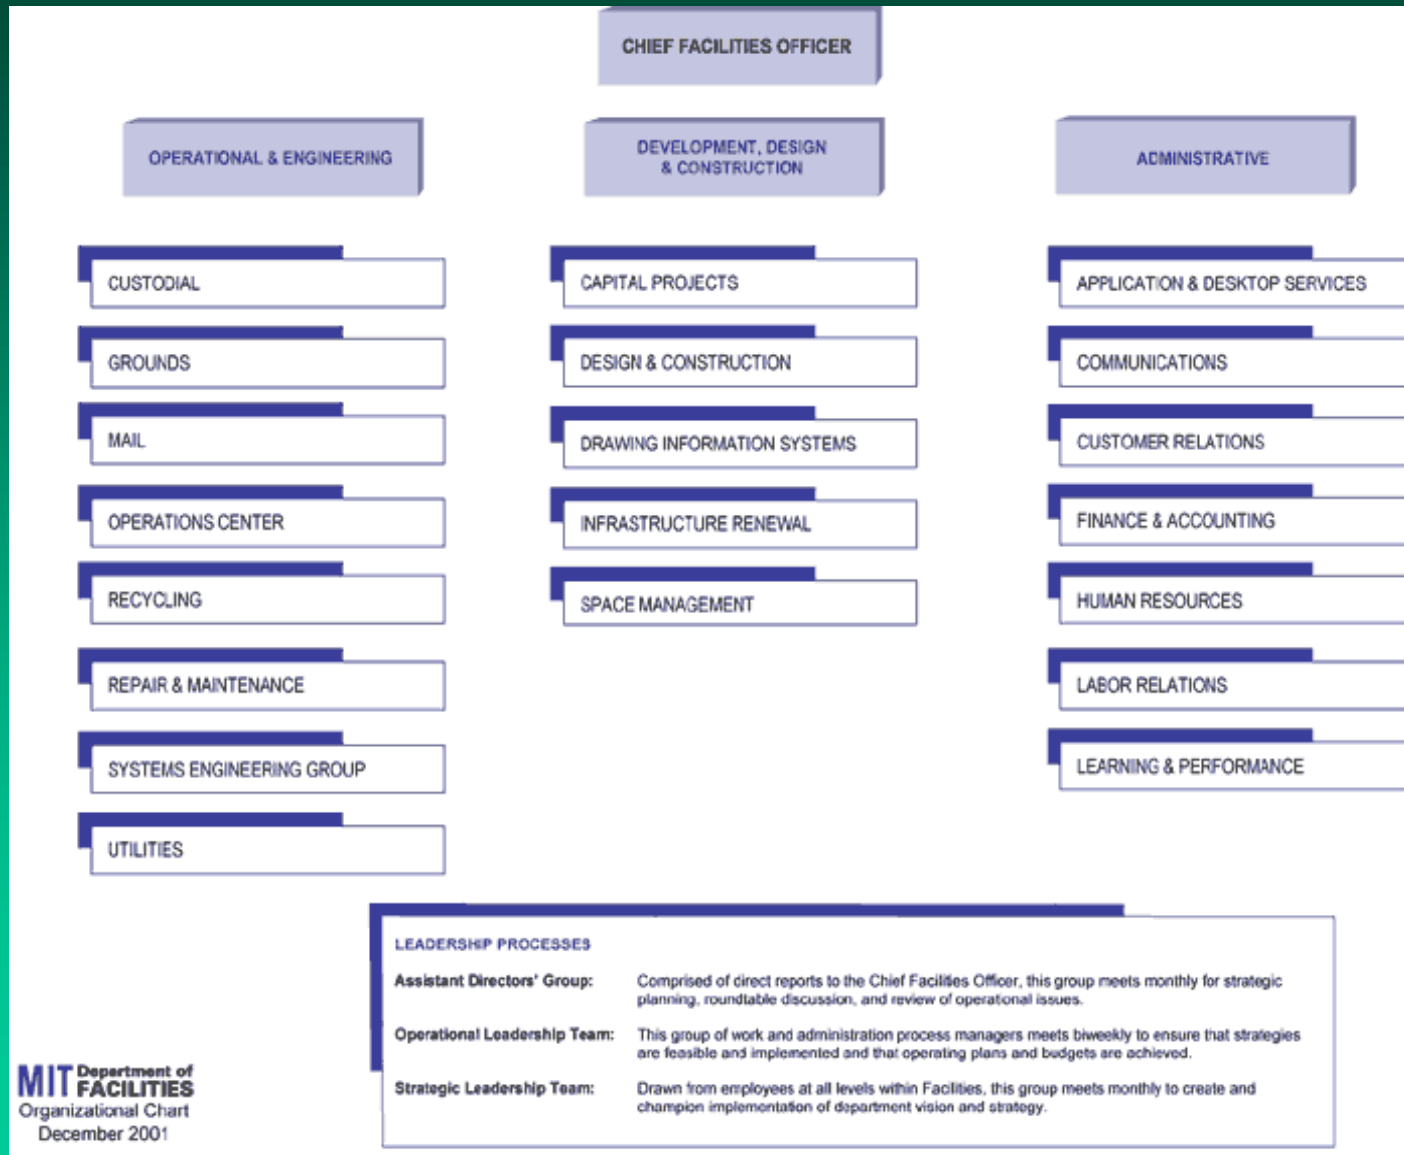 CHIEF FACILITIES OFFICER
OPERATIONAL & ENGINEERING
CUSTODIAL
GROUNDS
MAIL
OPERATIONS CENTER
RECYCLING
REPAIR & MAINTENANCE
SYSTEMS ENGINEERING GROUP
UTILITIES
DEVELOPMENT, DESIGN
& CONSTRUCTION
CAPITAL PROJECTS
DESIGN & CONSTRUCTION
DRAWING INFORMATION SYSTEMS
INFRASTRUCTURE RENEWAL
SPACE MANAGEMENT
ADMINISTRATIVE
APPLICATION & DESKTOP SERVICES
COMMUNICATIONS
CUSTOMER RELATIONS
FINANCE & ACCOUNTING
HUMAN RESOURCES
LABOR RELATIONS
LEARNING & PERFORMANCE
LEADERSHIP PROCESSES
Assistant Directors' Group: Comprised of direct reports to the Chief Facilities Officer, this group meets monthly for strategic
planning, roundtable discussion, and review of operational issues.
Operational Leadership Team: This group of work and administration process managers meets biweekly to ensure that strategies
are feasible and implemented and that operating plans and budgets are achieved.
Strategic Leadership Team: Drawn from employees at all levels within Facilities, this group meets monthly to create and
champion implementation of department vision and strategy.
MIT Department of
FACILITIES
Organizational Chart
December 2001